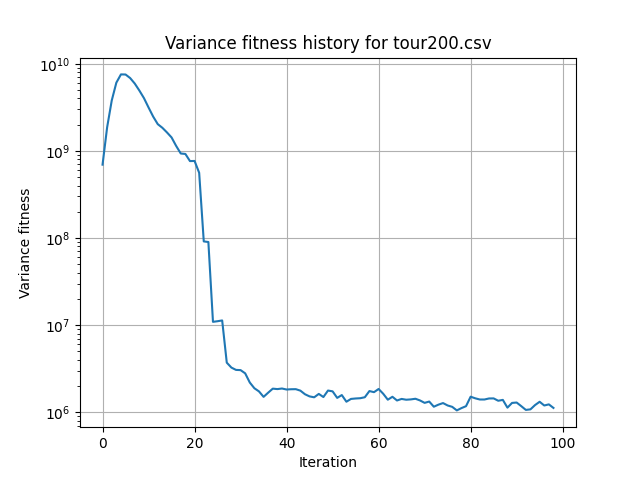 Variance fitness history for tour200.csv
10¹⁰
10⁹
10⁸
10⁷
10⁶
Variance fitness
0 20 40 60 80 100
Iteration